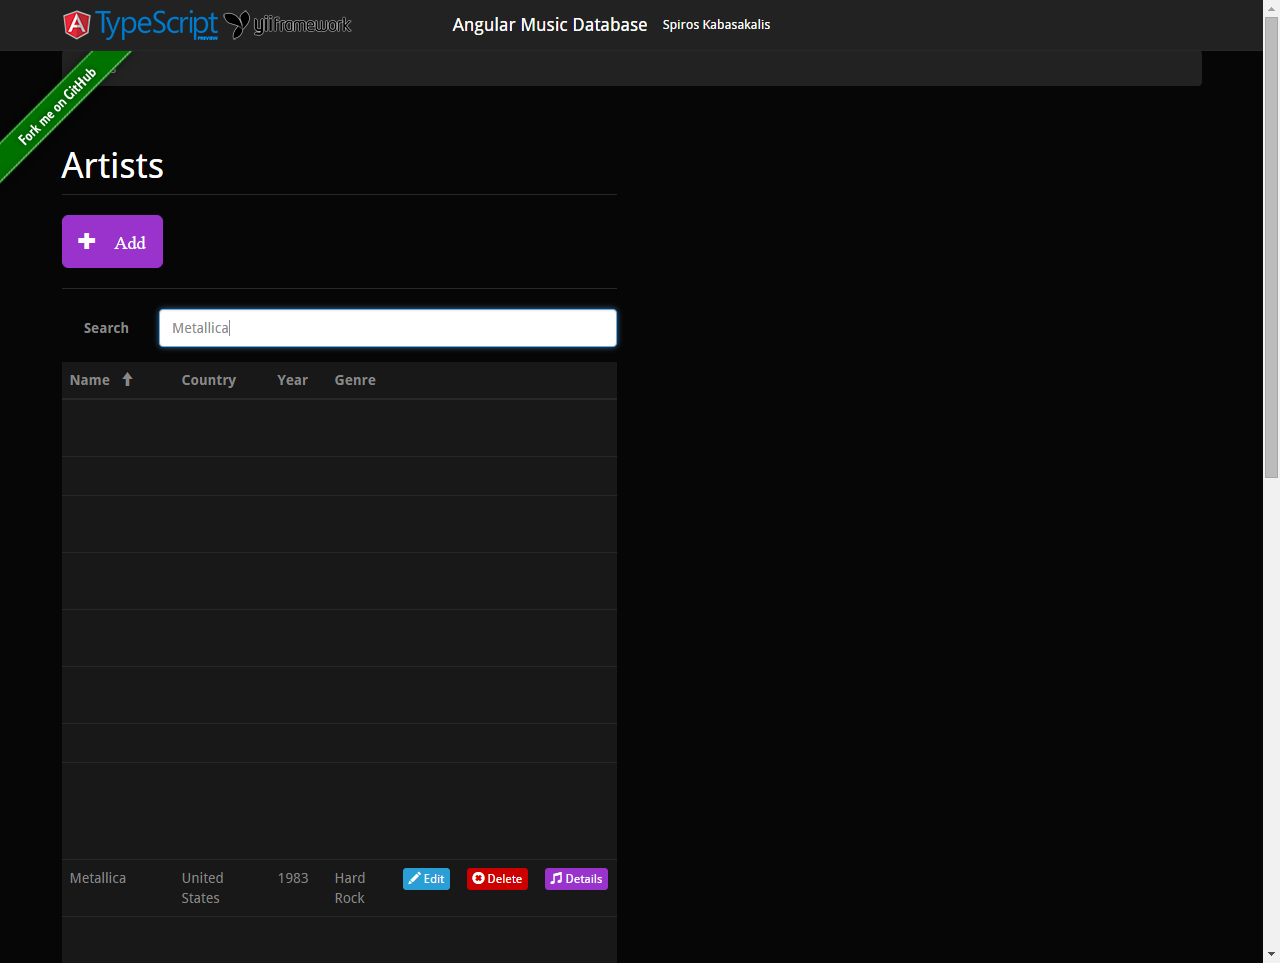 TypeScript
PREVIEW
yiiframework
Angular Music Database
Spiros Kabasakalis
Fork me on GitHub
Artists
Add
Search
Metallica
Name
Country
Year
Genre
Metallica
United
States
1983
Hard
Rock
Edit
Delete
Details